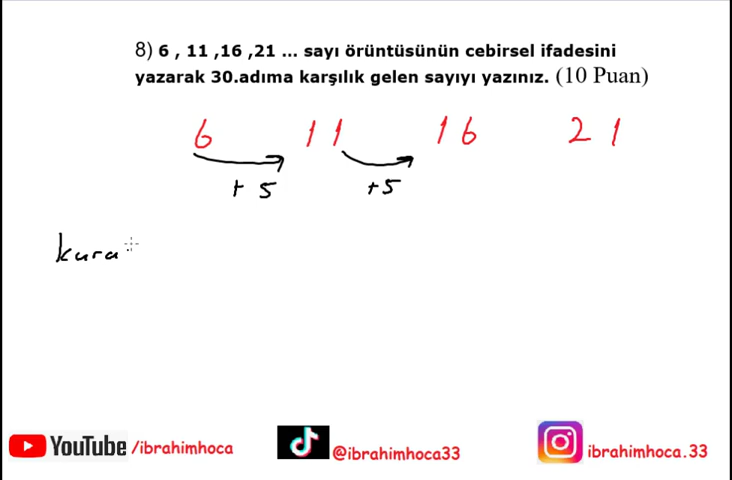 8) 6 , 11 ,16 ,21 ... sayı örüntüsünün cebirsel ifadesini
yazarak 30.adıma karşılık gelen sayıyı yazınız. (10 Puan)
6 11 16 21
+ 5 +5
kura
YouTube /ibrahimhoca
@ibrahimhoca33
ibrahimhoca.33